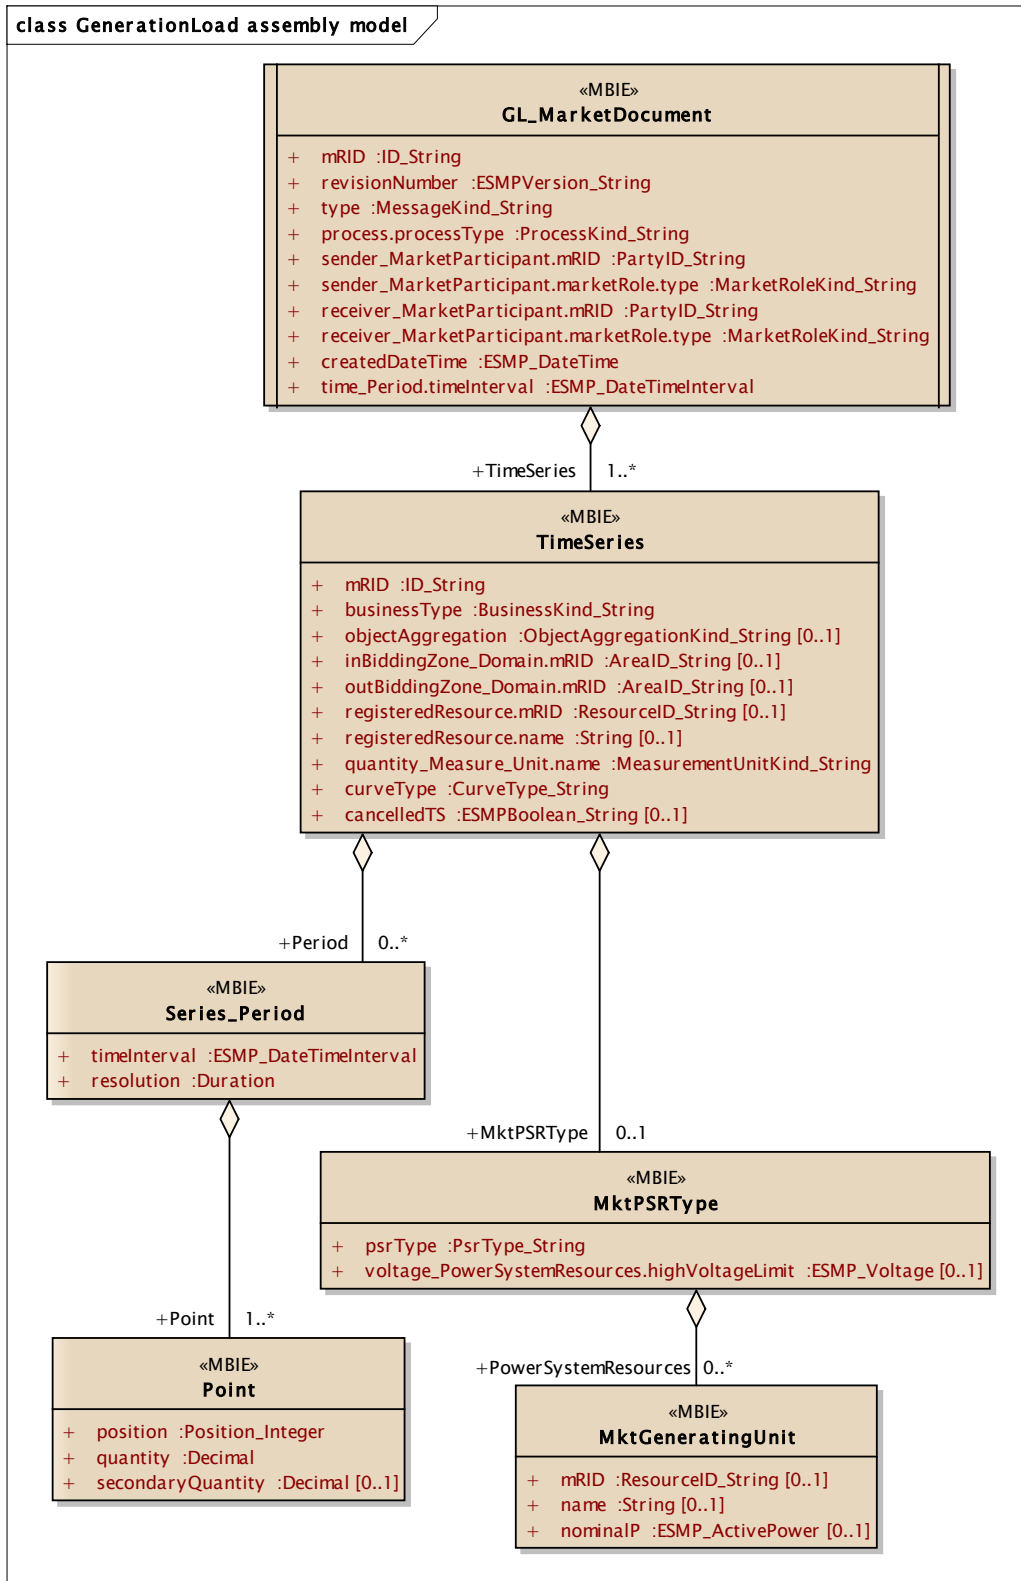 class GenerationLoad assembly model
«MBIE»
GL_MarketDocument
+ mRID :ID_String
+ revisionNumber :ESMPVersion_String
+ type :MessageKind_String
+ process.processType :ProcessKind_String
+ sender_MarketParticipant.mRID :PartyID_String
+ sender_MarketParticipant.marketRole.type :MarketRoleKind_String
+ receiver_MarketParticipant.mRID :PartyID_String
+ receiver_MarketParticipant.marketRole.type :MarketRoleKind_String
+ createdDateTime :ESMP_DateTime
+ time_Period.timeInterval :ESMP_DateTimeInterval
+TimeSeries 1..*
«MBIE»
TimeSeries
+ mRID :ID_String
+ businessType :BusinessKind_String
+ objectAggregation :ObjectAggregationKind_String [0..1]
+ inBiddingZone_Domain.mRID :AreaID_String [0..1]
+ outBiddingZone_Domain.mRID :AreaID_String [0..1]
+ registeredResource.mRID :ResourceID_String [0..1]
+ registeredResource.name :String [0..1]
+ quantity_Measure_Unit.name :MeasurementUnitKind_String
+ curveType :CurveType_String
+ cancelledTS :ESMPBoolean_String [0..1]
+Period 0..*
«MBIE»
Series_Period
+ timeInterval :ESMP_DateTimeInterval
+ resolution :Duration
+MktPSRType 0..1
«MBIE»
MktPSRType
+ psrType :PsrType_String
+ voltage_PowerSystemResources.highVoltageLimit :ESMP_Voltage [0..1]
+Point 1..*
«MBIE»
Point
+ position :Position_Integer
+ quantity :Decimal
+ secondaryQuantity :Decimal [0..1]
+PowerSystemResources 0..*
«MBIE»
MktGeneratingUnit
+ mRID :ResourceID_String [0..1]
+ name :String [0..1]
+ nominalP :ESMP_ActivePower [0..1]